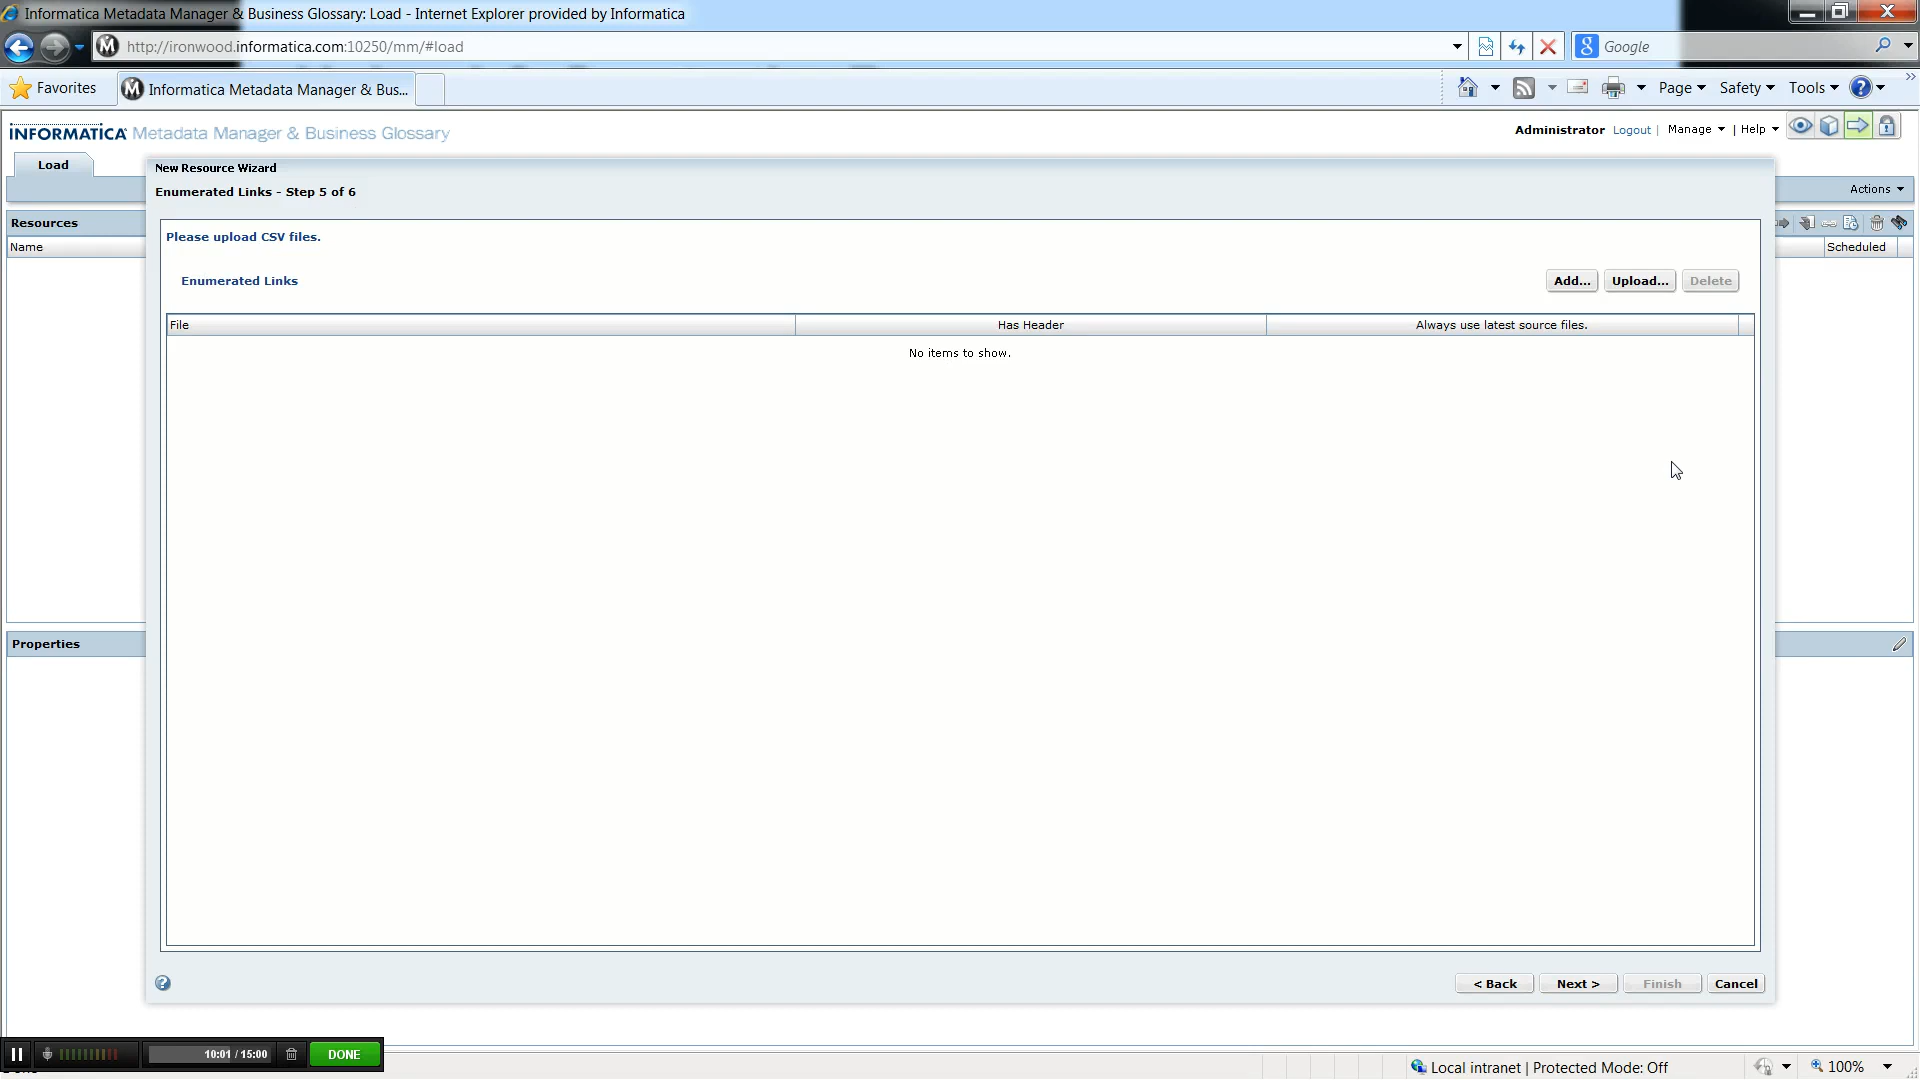 Informatica Metadata Manager & Business Glossary: Load - Internet Explorer provided by Informatica
http://ironwood.informatica.com:10250/mm/#load
Google
Favorites
Informatica Metadata Manager & Bus...
Page
Safety
Tools
INFORMATICA Metadata Manager & Business Glossary
Administrator Logout | Manage | Help
Load
New Resource Wizard
Enumerated Links - Step 5 of 6
Actions
Resources
Name
Scheduled
Please upload CSV files.
Enumerated Links
Add...
Upload...
Delete
File
Has Header
Always use latest source files.
No items to show.
Properties
< Back
Next >
Finish
Cancel
10:01 / 15:00
DONE
Local intranet | Protected Mode: Off
100%